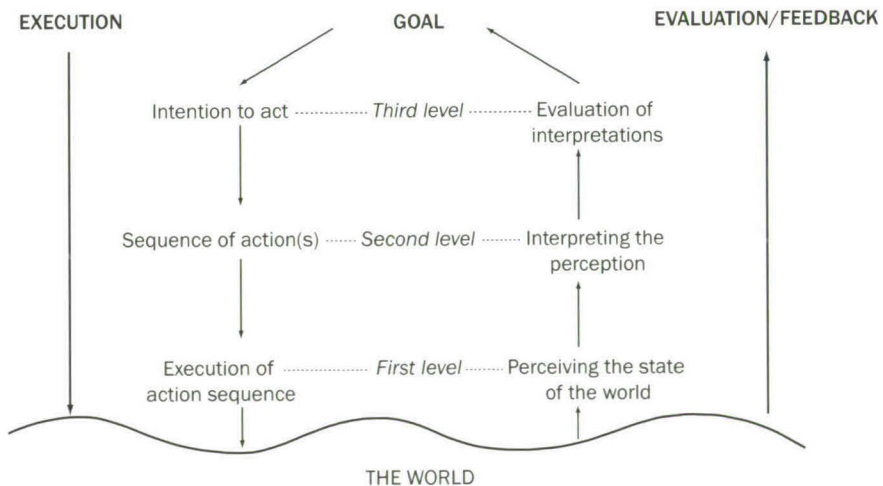 EXECUTION GOAL EVALUATION/FEEDBACK
Intention to act Third level Evaluation of
interpretations
Sequence of action(s) Second level Interpreting the
perception
Execution of First level Perceiving the state
action sequence of the world
THE WORLD